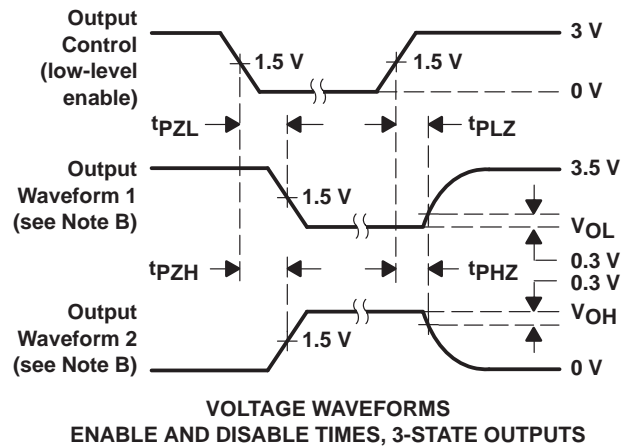 Output
Control
(low-level
enable)
1.5 V
1.5 V
3 V
0 V
tPZL
tPLZ
Output
Waveform 1
(see Note B)
1.5 V
3.5 V
VOL
0.3 V
tPZH
tPHZ
0.3 V
VOH
Output
Waveform 2
(see Note B)
1.5 V
0 V
VOLTAGE WAVEFORMS
ENABLE AND DISABLE TIMES, 3-STATE OUTPUTS